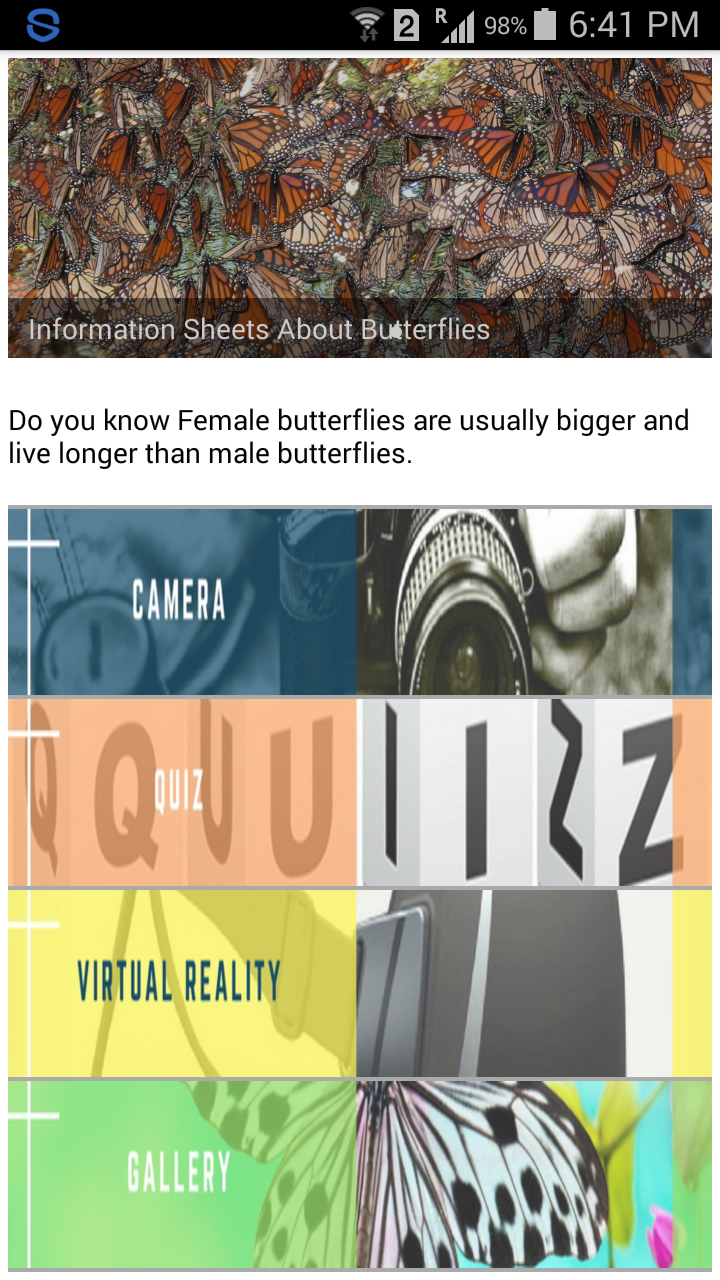 2 R 98% 6:41 PM
Information Sheets About Butterflies
Do you know Female butterflies are usually bigger and
live longer than male butterflies.
CAMERA
QUIZ
Q Q U U I I Z Z
VIRTUAL REALITY
GALLERY